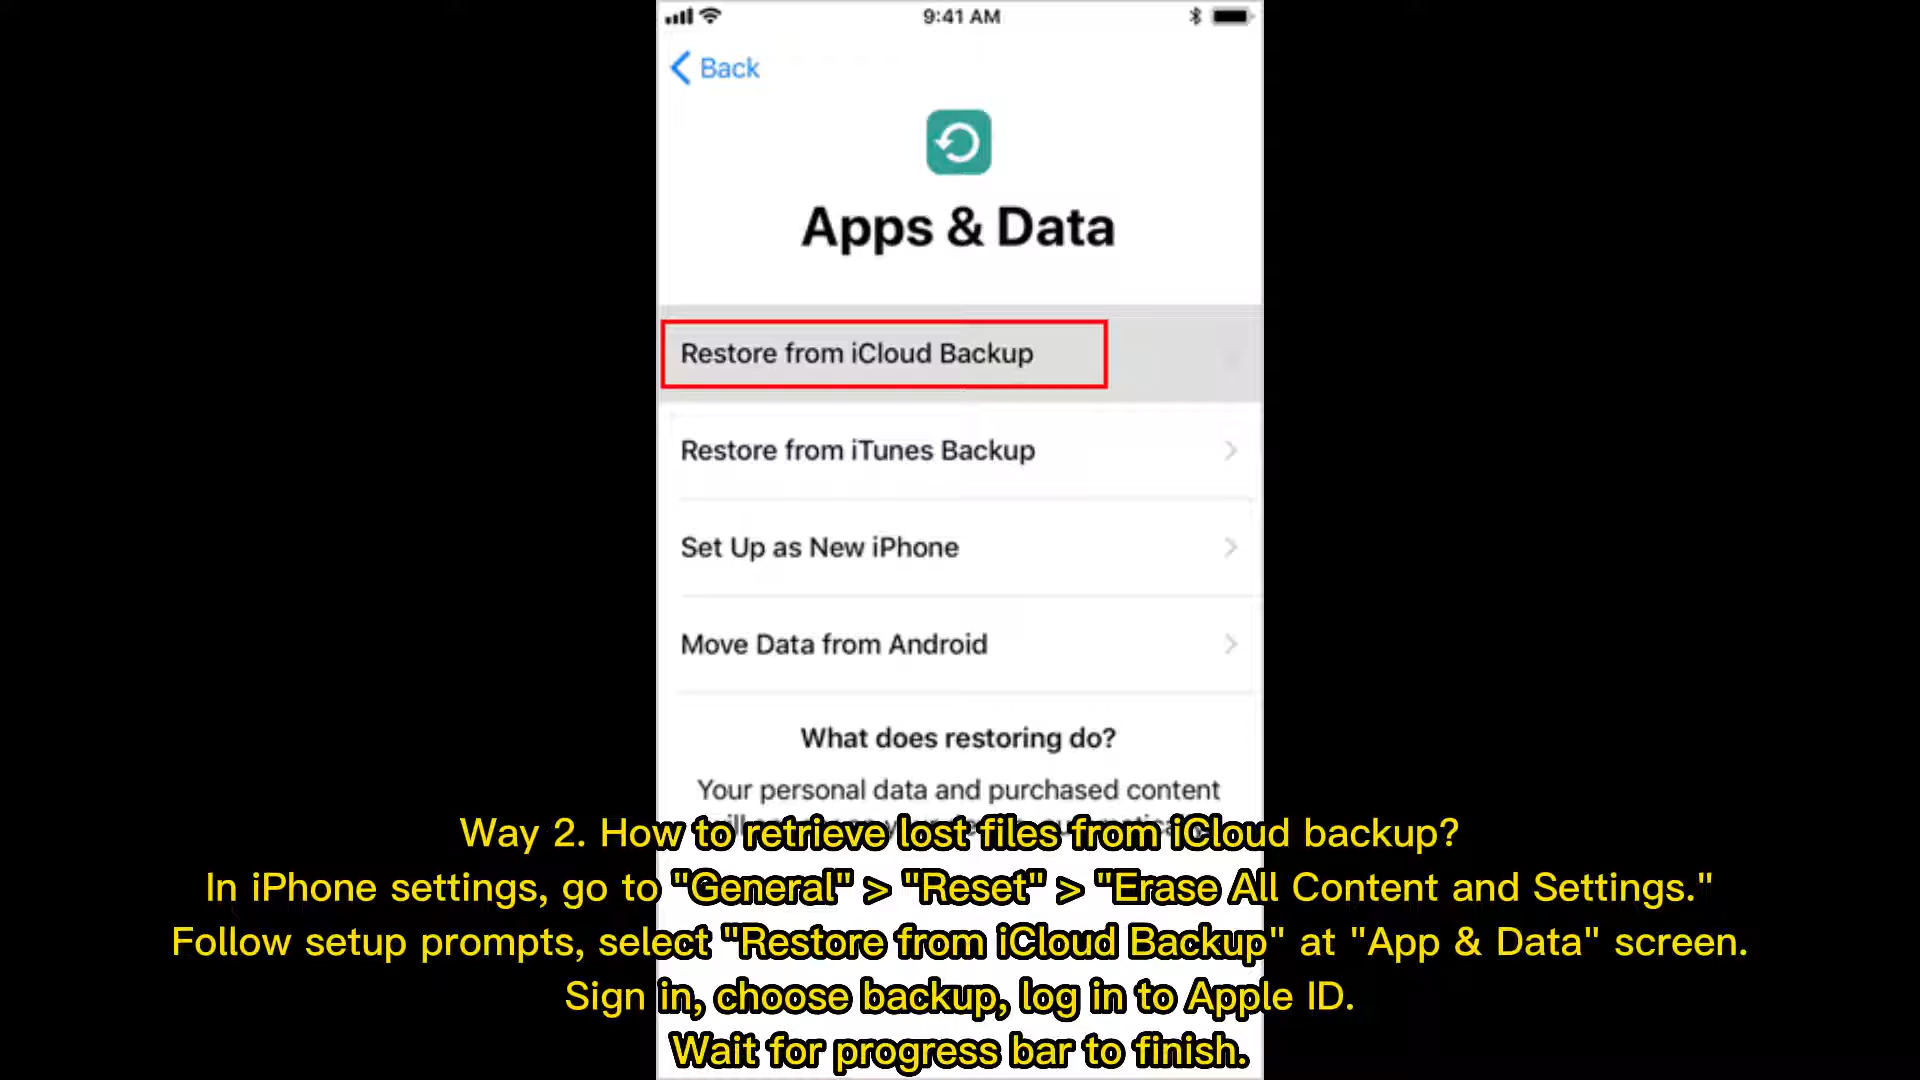 9:41 AM
Back
Apps & Data
Restore from iCloud Backup
Restore from iTunes Backup
Set Up as New iPhone
Move Data from Android
What does restoring do?
Your personal data and purchased content
Way 2. How to retrieve lost files from iCloud backup?
In iPhone settings, go to "General" > "Reset" > "Erase All Content and Settings."
Follow setup prompts, select "Restore from iCloud Backup" at "App & Data" screen.
Sign in, choose backup, log in to Apple ID.
Wait for progress bar to finish.